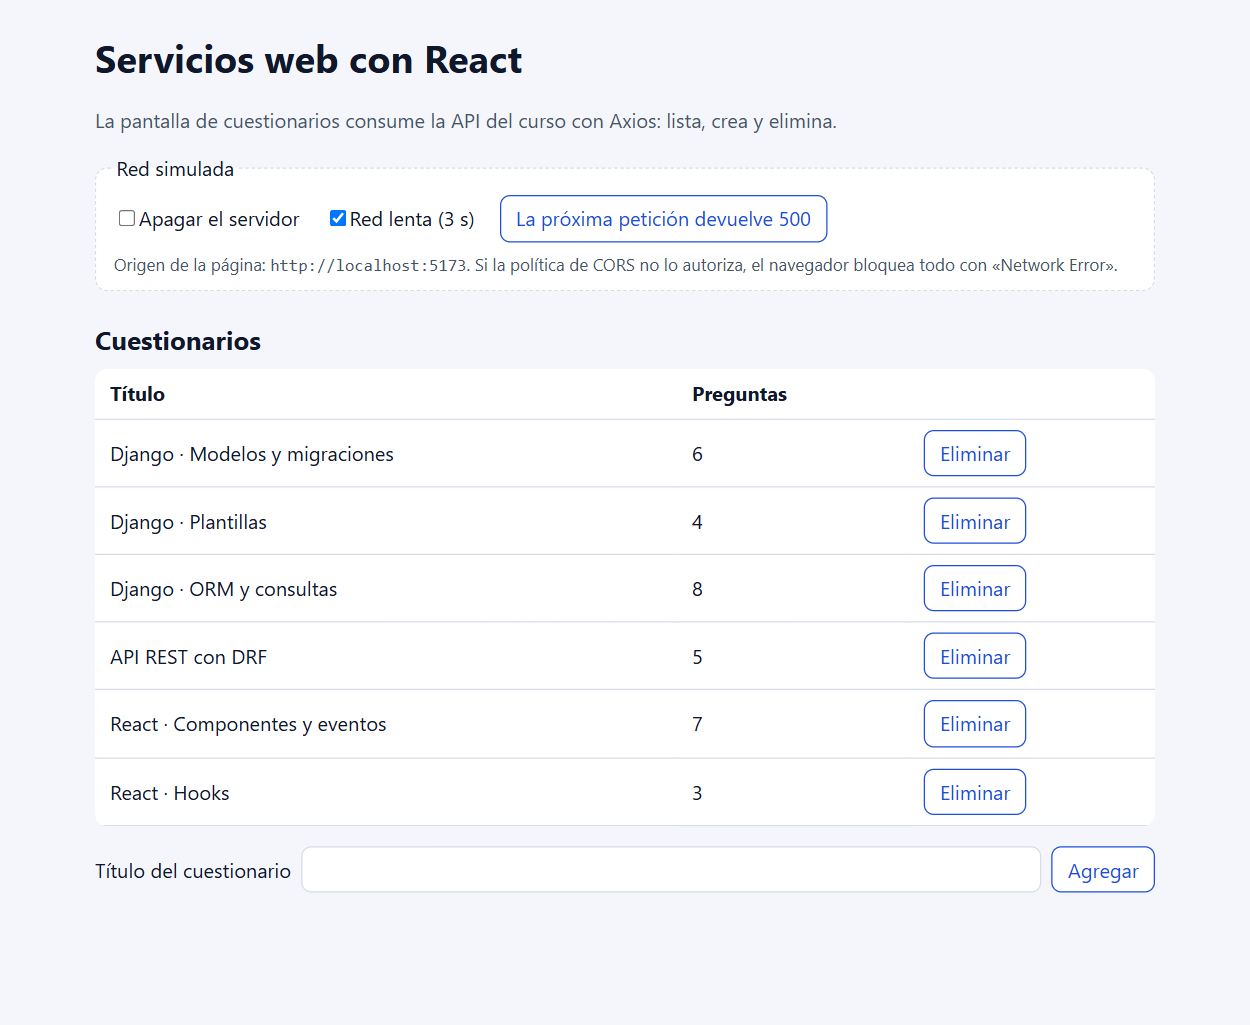 Servicios web con React
La pantalla de cuestionarios consume la API del curso con Axios: lista, crea y elimina.
Red simulada
Apagar el servidor Red lenta (3 s) La próxima petición devuelve 500
Origen de la página: http://localhost:5173. Si la política de CORS no lo autoriza, el navegador bloquea todo con «Network Error».
Cuestionarios
Título Preguntas
Django · Modelos y migraciones 6 Eliminar
Django · Plantillas 4 Eliminar
Django · ORM y consultas 8 Eliminar
API REST con DRF 5 Eliminar
React · Componentes y eventos 7 Eliminar
React · Hooks 3 Eliminar
Título del cuestionario Agregar